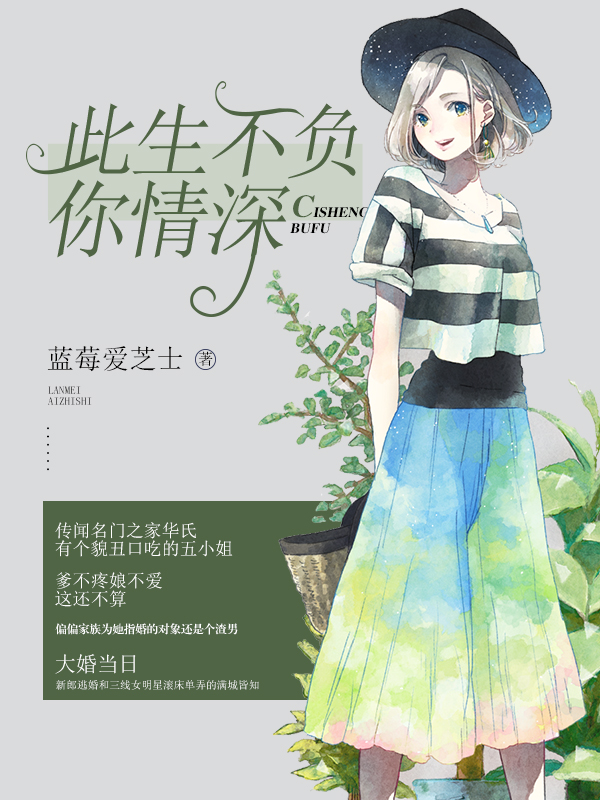 此生不负
你情深
CISHENG
BUFU
蓝莓爱芝士 著
LANMEI
AIZHISHI
传闻名门之家华氏
有个貌丑口吃的五小姐
爹不疼娘不爱
这还不算
偏偏家族为她指婚的对象还是个渣男
大婚当日
新郎逃婚和三线女明星滚床单弄的满城皆知